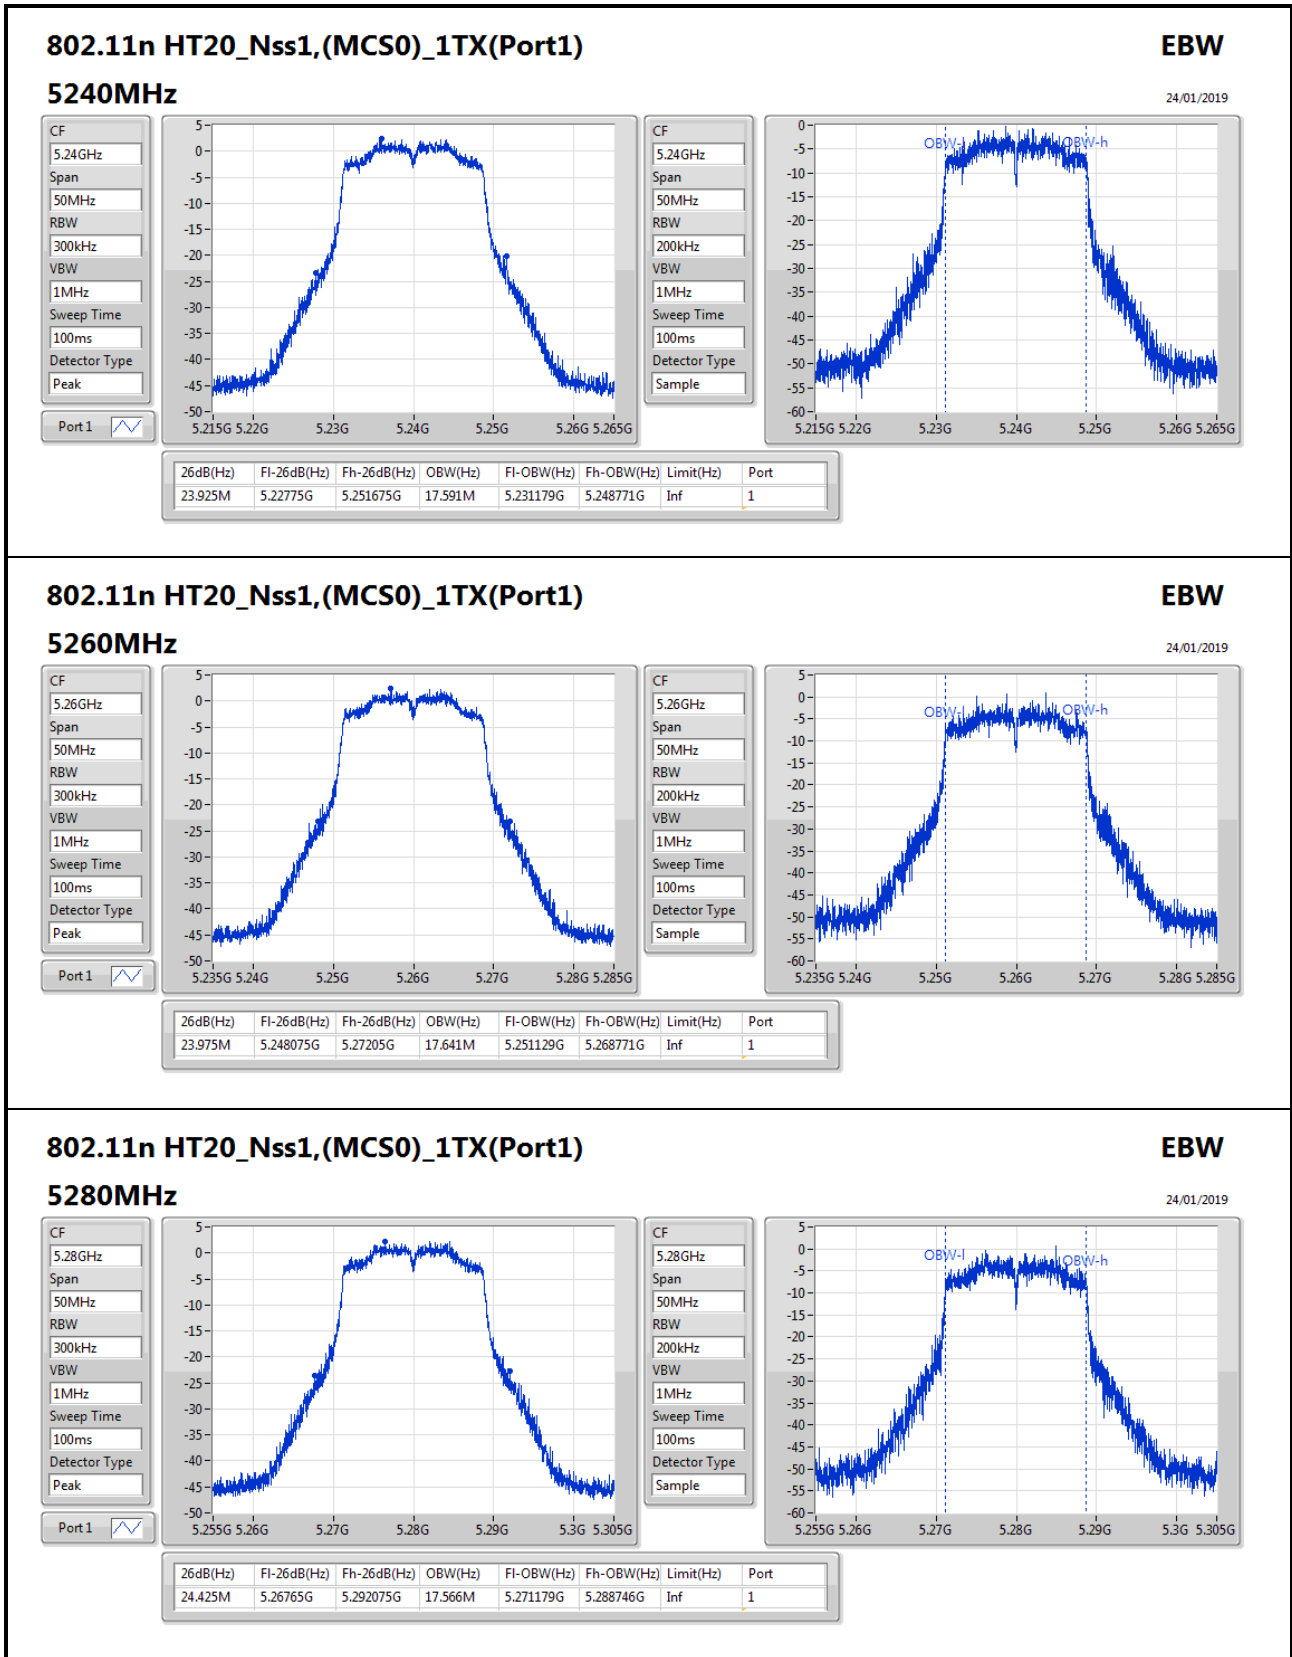 802.11n HT20_Nss1,(MCS0)_1TX(Port1) EBW
5240MHz 24/01/2019
CF
5.24GHz
Span
50MHz
RBW
300kHz
VBW
1MHz
Sweep Time
100ms
Detector Type
Peak
Port 1
5
0
-5
-10
-15
-20
-25
-30
-35
-40
-45
-50
5.215G 5.22G 5.23G 5.24G 5.25G 5.26G 5.265G
CF
5.24GHz
Span
50MHz
RBW
200kHz
VBW
1MHz
Sweep Time
100ms
Detector Type
Sample
0
-5
-10
-15
-20
-25
-30
-35
-40
-45
-50
-55
-60
OBW-l OBW-h
5.215G 5.22G 5.23G 5.24G 5.25G 5.26G 5.265G
26dB(Hz) Fl-26dB(Hz) Fh-26dB(Hz) OBW(Hz) Fl-OBW(Hz) Fh-OBW(Hz) Limit(Hz) Port
23.925M 5.22775G 5.251675G 17.591M 5.231179G 5.248771G Inf 1
802.11n HT20_Nss1,(MCS0)_1TX(Port1) EBW
5260MHz 24/01/2019
CF
5.26GHz
Span
50MHz
RBW
300kHz
VBW
1MHz
Sweep Time
100ms
Detector Type
Peak
Port 1
5
0
-5
-10
-15
-20
-25
-30
-35
-40
-45
-50
5.235G 5.24G 5.25G 5.26G 5.27G 5.28G 5.285G
CF
5.26GHz
Span
50MHz
RBW
200kHz
VBW
1MHz
Sweep Time
100ms
Detector Type
Sample
5
0
-5
-10
-15
-20
-25
-30
-35
-40
-45
-50
-55
-60
OBW-l OBW-h
5.235G 5.24G 5.25G 5.26G 5.27G 5.28G 5.285G
26dB(Hz) Fl-26dB(Hz) Fh-26dB(Hz) OBW(Hz) Fl-OBW(Hz) Fh-OBW(Hz) Limit(Hz) Port
23.975M 5.248075G 5.27205G 17.641M 5.251129G 5.268771G Inf 1
802.11n HT20_Nss1,(MCS0)_1TX(Port1) EBW
5280MHz 24/01/2019
CF
5.28GHz
Span
50MHz
RBW
300kHz
VBW
1MHz
Sweep Time
100ms
Detector Type
Peak
Port 1
5
0
-5
-10
-15
-20
-25
-30
-35
-40
-45
-50
5.255G 5.26G 5.27G 5.28G 5.29G 5.3G 5.305G
CF
5.28GHz
Span
50MHz
RBW
200kHz
VBW
1MHz
Sweep Time
100ms
Detector Type
Sample
5
0
-5
-10
-15
-20
-25
-30
-35
-40
-45
-50
-55
-60
OBW-l OBW-h
5.255G 5.26G 5.27G 5.28G 5.29G 5.3G 5.305G
26dB(Hz) Fl-26dB(Hz) Fh-26dB(Hz) OBW(Hz) Fl-OBW(Hz) Fh-OBW(Hz) Limit(Hz) Port
24.425M 5.26765G 5.292075G 17.566M 5.271179G 5.288746G Inf 1